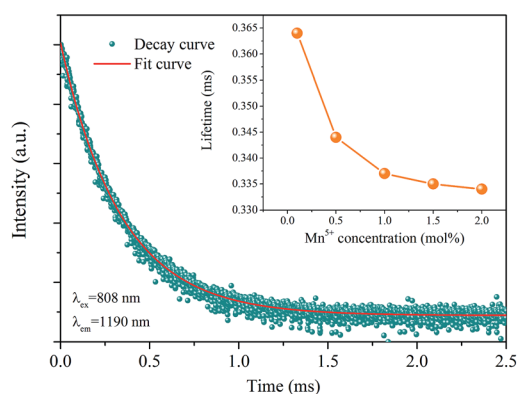 Decay curve
Fit curve
0.365
0.360
0.355
0.350
0.345
0.340
0.335
0.330
Lifetime (ms)
0.0
0.5
1.0
1.5
2.0
Mn⁵⁺ concentration (mol%)
Intensity (a.u.)
λex=808 nm
λem=1190 nm
0.0
0.5
1.0
1.5
2.0
2.5
Time (ms)